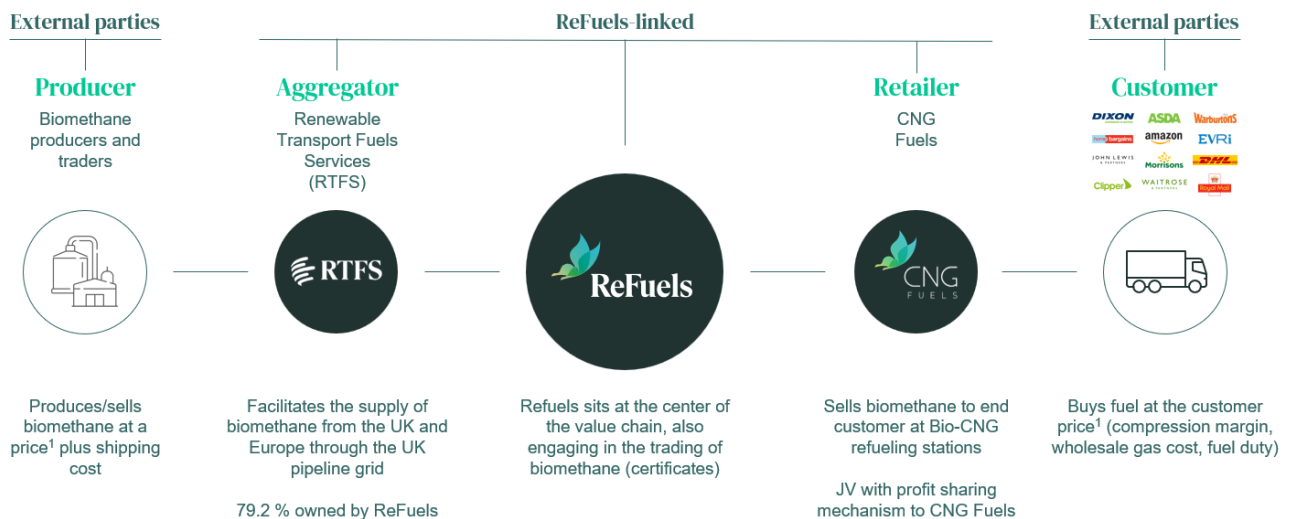 External parties
ReFuels-linked
External parties
Producer
Biomethane
producers and
traders
Aggregator
Renewable
Transport Fuels
Services
(RTFS)
Retailer
CNG
Fuels
Customer
DIXON
ASDA
Warburtons
home bargains
amazon
EVRi
JOHN LEWIS
& PARTNERS
Morrisons
DHL
Clipper
WAITROSE
& PARTNERS
Royal Mail
RTFS
ReFuels
CNG
FUELS
Produces/sells
biomethane at a
price¹ plus shipping
cost
Facilitates the supply of
biomethane from the UK and
Europe through the UK
pipeline grid
79.2 % owned by ReFuels
Refuels sits at the center of
the value chain, also
engaging in the trading of
biomethane (certificates)
Sells biomethane to end
customer at Bio-CNG
refueling stations
JV with profit sharing
mechanism to CNG Fuels
Buys fuel at the customer
price¹ (compression margin,
wholesale gas cost, fuel duty)